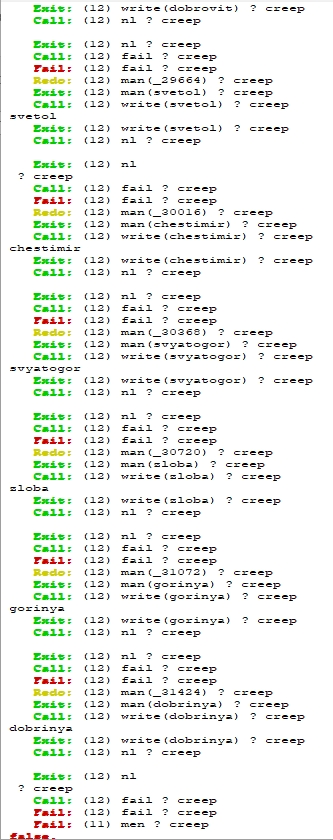 Exit: (12) write(dobrovit) ? creep
Call: (12) nl ? creep
Exit: (12) nl ? creep
Call: (12) fail ? creep
Fail: (12) fail ? creep
Redo: (12) man(_29664) ? creep
Exit: (12) man(svetol) ? creep
Call: (12) write(svetol) ? creep
svetol
Exit: (12) write(svetol) ? creep
Call: (12) nl ? creep
Exit: (12) nl
? creep
Call: (12) fail ? creep
Fail: (12) fail ? creep
Redo: (12) man(_30016) ? creep
Exit: (12) man(chestimir) ? creep
Call: (12) write(chestimir) ? creep
chestimir
Exit: (12) write(chestimir) ? creep
Call: (12) nl ? creep
Exit: (12) nl ? creep
Call: (12) fail ? creep
Fail: (12) fail ? creep
Redo: (12) man(_30368) ? creep
Exit: (12) man(svyatogor) ? creep
Call: (12) write(svyatogor) ? creep
svyatogor
Exit: (12) write(svyatogor) ? creep
Call: (12) nl ? creep
Exit: (12) nl ? creep
Call: (12) fail ? creep
Fail: (12) fail ? creep
Redo: (12) man(_30720) ? creep
Exit: (12) man(zloba) ? creep
Call: (12) write(zloba) ? creep
zloba
Exit: (12) write(zloba) ? creep
Call: (12) nl ? creep
Exit: (12) nl ? creep
Call: (12) fail ? creep
Fail: (12) fail ? creep
Redo: (12) man(_31072) ? creep
Exit: (12) man(gorinya) ? creep
Call: (12) write(gorinya) ? creep
gorinya
Exit: (12) write(gorinya) ? creep
Call: (12) nl ? creep
Exit: (12) nl ? creep
Call: (12) fail ? creep
Fail: (12) fail ? creep
Redo: (12) man(_31424) ? creep
Exit: (12) man(dobrinya) ? creep
Call: (12) write(dobrinya) ? creep
dobrinya
Exit: (12) write(dobrinya) ? creep
Call: (12) nl ? creep
Exit: (12) nl
? creep
Call: (12) fail ? creep
Fail: (12) fail ? creep
Fail: (11) men ? creep
false.